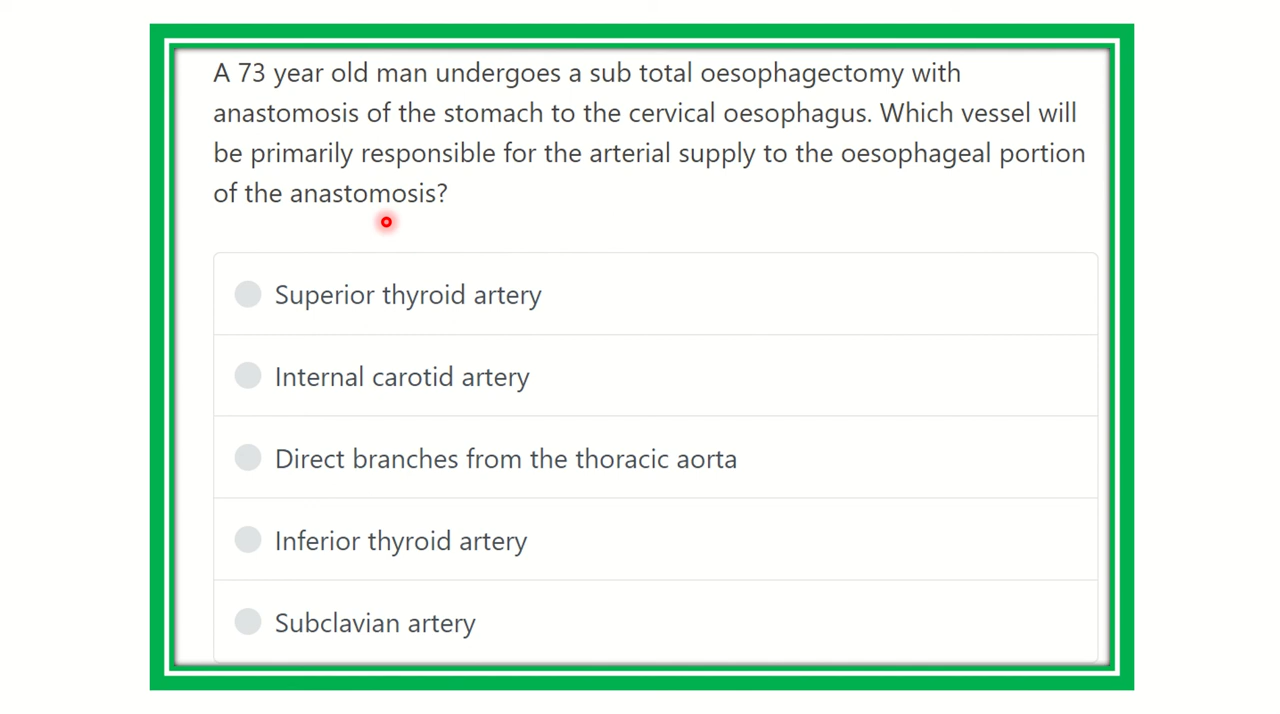 A 73 year old man undergoes a sub total oesophagectomy with
anastomosis of the stomach to the cervical oesophagus. Which vessel will
be primarily responsible for the arterial supply to the oesophageal portion
of the anastomosis?
Superior thyroid artery
Internal carotid artery
Direct branches from the thoracic aorta
Inferior thyroid artery
Subclavian artery